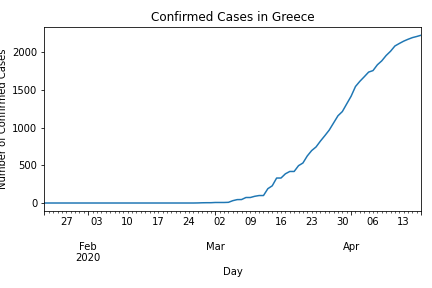 Confirmed Cases in Greece
Number of Confirmed Cases
2000
1500
1000
500
0
27 03 10 17 24 02 09 16 23 30 06 13
Feb Mar Apr
2020
Day